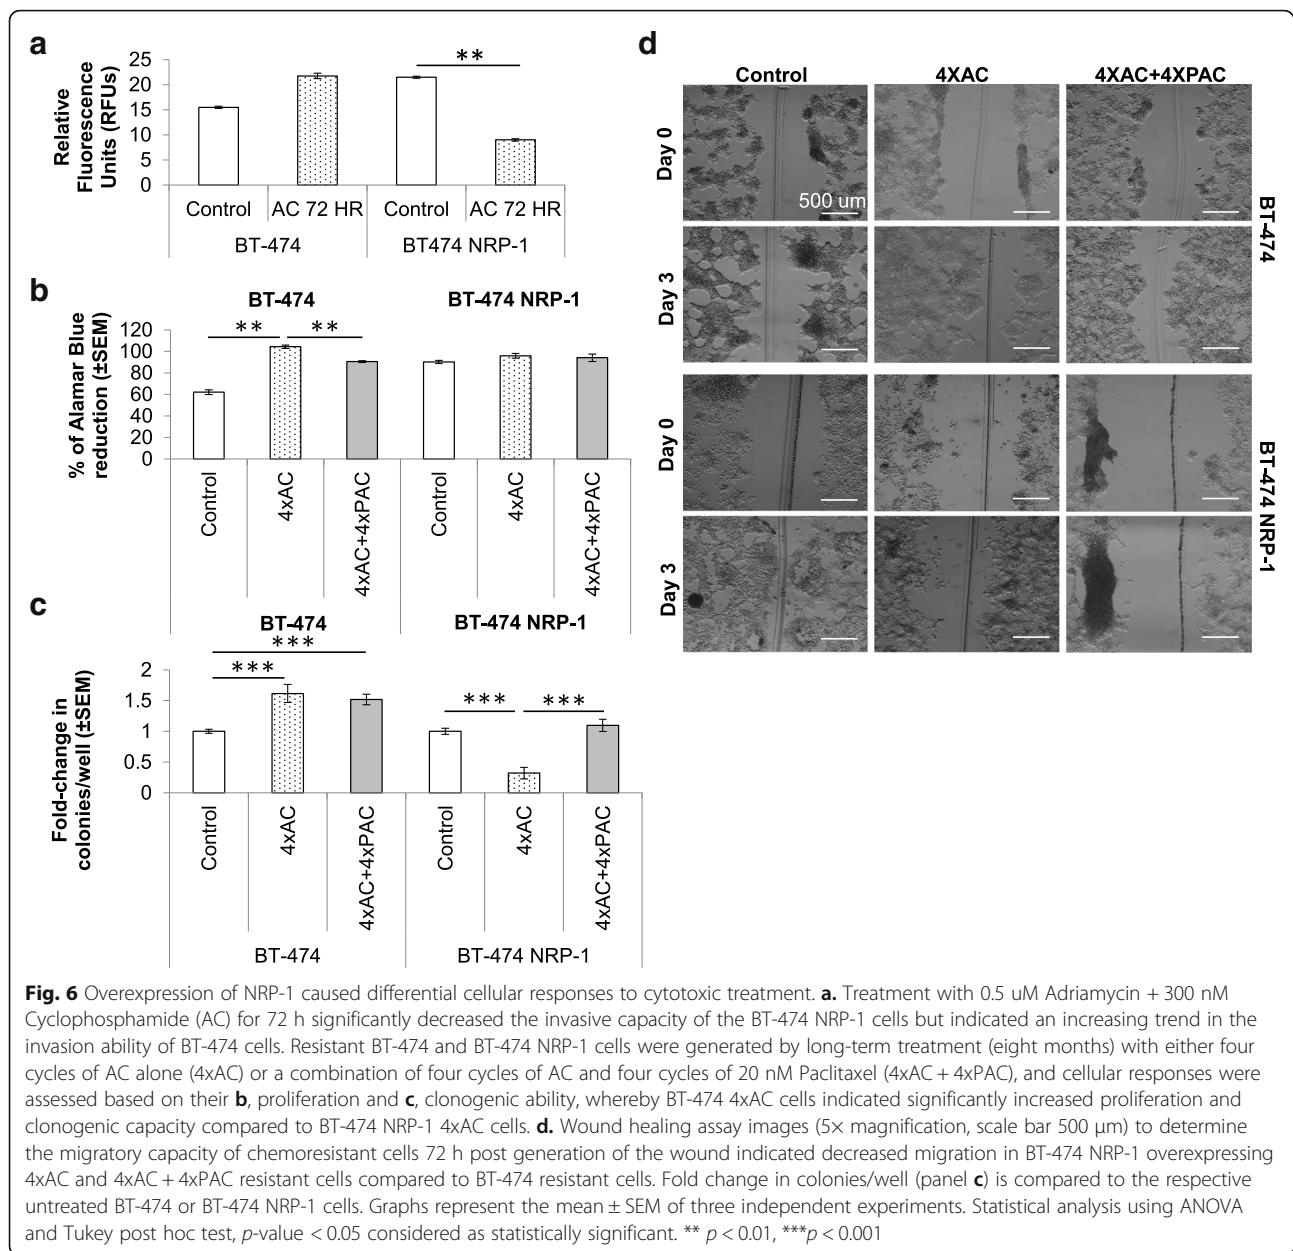 a
Relative
Fluorescence
Units (RFUs)
25
20
15
10
5
0
**
Control
AC 72 HR
Control
AC 72 HR
BT-474
BT474 NRP-1
b
BT-474
BT-474 NRP-1
% of Alamar Blue
reduction (±SEM)
120
100
80
60
40
20
0
**
**
Control
4xAC
4xAC+4xPAC
Control
4xAC
4xAC+4xPAC
c
BT-474
BT-474 NRP-1
Fold-change in
colonies/well (±SEM)
2
1.5
1
0.5
0
***
***
***
***
Control
4xAC
4xAC+4xPAC
Control
4xAC
4xAC+4xPAC
BT-474
BT-474 NRP-1
d
Control
4XAC
4XAC+4XPAC
Day 0
500 um
Day 3
BT-474
Day 0
Day 3
BT-474 NRP-1
Fig. 6 Overexpression of NRP-1 caused differential cellular responses to cytotoxic treatment. a. Treatment with 0.5 uM Adriamycin + 300 nM
Cyclophosphamide (AC) for 72 h significantly decreased the invasive capacity of the BT-474 NRP-1 cells but indicated an increasing trend in the
invasion ability of BT-474 cells. Resistant BT-474 and BT-474 NRP-1 cells were generated by long-term treatment (eight months) with either four
cycles of AC alone (4xAC) or a combination of four cycles of AC and four cycles of 20 nM Paclitaxel (4xAC + 4xPAC), and cellular responses were
assessed based on their b, proliferation and c, clonogenic ability, whereby BT-474 4xAC cells indicated significantly increased proliferation and
clonogenic capacity compared to BT-474 NRP-1 4xAC cells. d. Wound healing assay images (5× magnification, scale bar 500 μm) to determine
the migratory capacity of chemoresistant cells 72 h post generation of the wound indicated decreased migration in BT-474 NRP-1 overexpressing
4xAC and 4xAC + 4xPAC resistant cells compared to BT-474 resistant cells. Fold change in colonies/well (panel c) is compared to the respective
untreated BT-474 or BT-474 NRP-1 cells. Graphs represent the mean ± SEM of three independent experiments. Statistical analysis using ANOVA
and Tukey post hoc test, p-value < 0.05 considered as statistically significant. ** p < 0.01, ***p < 0.001